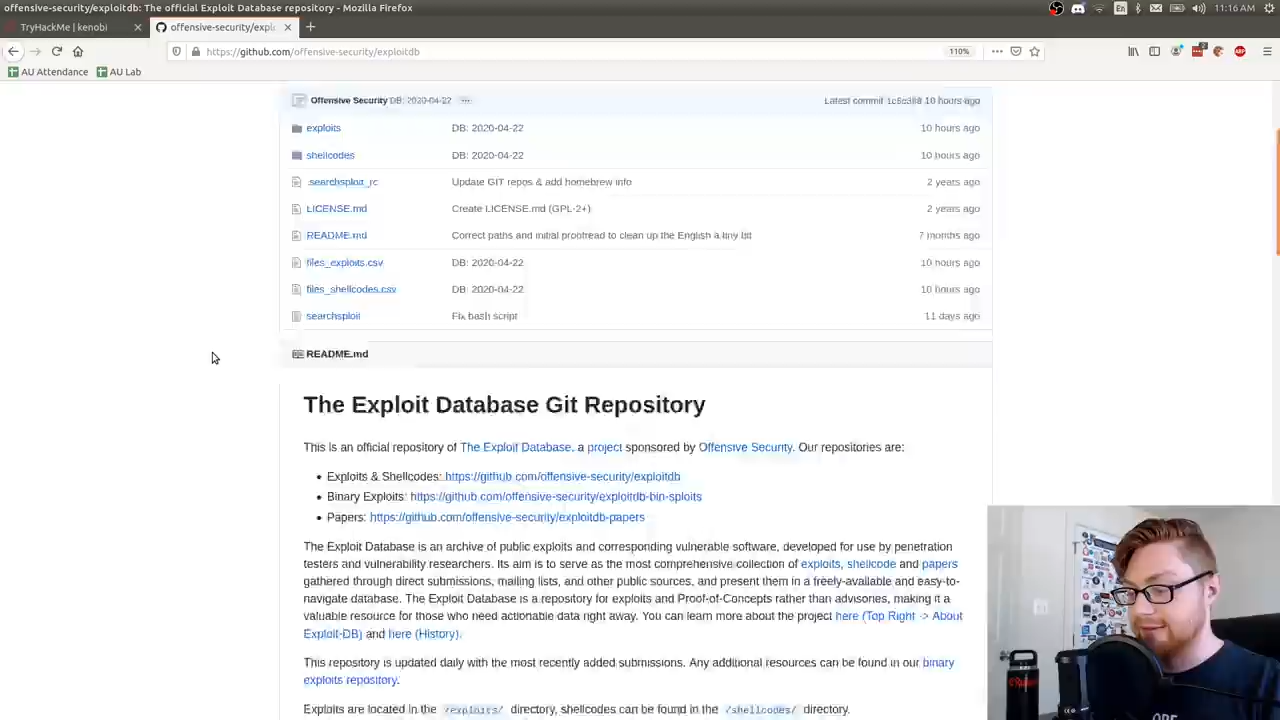 offensive-security/exploitdb: The official Exploit Database repository - Mozilla Firefox
En
11:16 AM
TryHackMe | kenobi
offensive-security/expl
https://github.com/offensive-security/exploitdb
110%
ABP
AU Attendance
AU Lab
Offensive Security DB: 2020-04-22
Latest commit 10 hours ago
exploits DB: 2020-04-22 10 hours ago
shellcodes DB: 2020-04-22 10 hours ago
.searchsploit_rc Update GIT repos & add homebrew info 2 years ago
LICENSE.md Create LICENSE.md (GPL-2+) 2 years ago
README.md Correct paths and initial proofread to clean up the English a tiny bit 7 months ago
files_exploits.csv DB: 2020-04-22 10 hours ago
files_shellcodes.csv DB: 2020-04-22 10 hours ago
searchsploit Fix bash script 11 days ago
README.md
The Exploit Database Git Repository
This is an official repository of The Exploit Database, a project sponsored by Offensive Security. Our repositories are:
• Exploits & Shellcodes: https://github.com/offensive-security/exploitdb
• Binary Exploits: https://github.com/offensive-security/exploitdb-bin-sploits
• Papers: https://github.com/offensive-security/exploitdb-papers
The Exploit Database is an archive of public exploits and corresponding vulnerable software, developed for use by penetration
testers and vulnerability researchers. Its aim is to serve as the most comprehensive collection of exploits, shellcode and papers
gathered through direct submissions, mailing lists, and other public sources, and present them in a freely-available and easy-to-
navigate database. The Exploit Database is a repository for exploits and Proof-of-Concepts rather than advisories, making it a
valuable resource for those who need actionable data right away. You can learn more about the project here (Top Right -> About
Exploit-DB) and here (History).
This repository is updated daily with the most recently added submissions. Any additional resources can be found in our binary
exploits repository.
Exploits are located in the /exploits/ directory, shellcodes can be found in the /shellcodes/ directory.